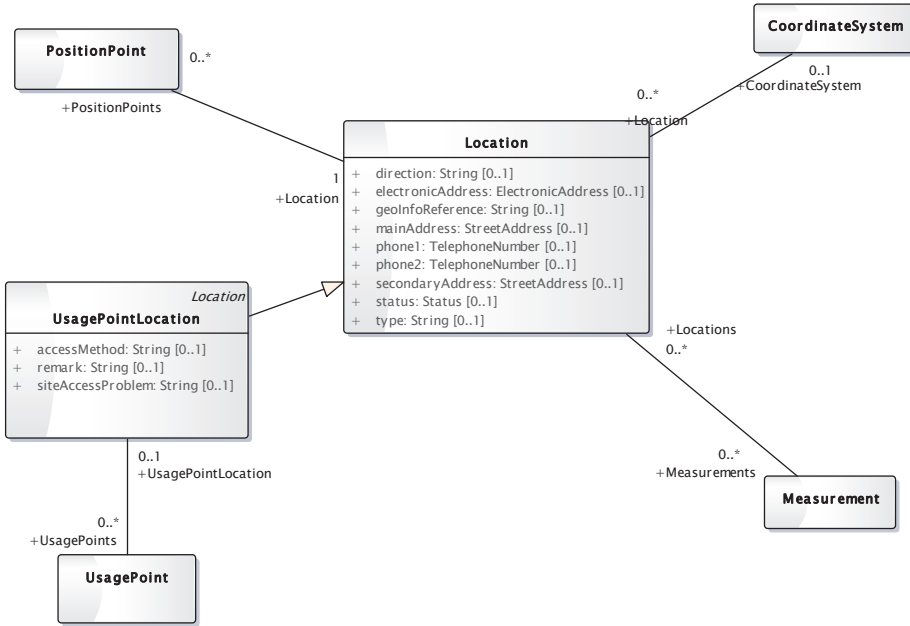 CoordinateSystem
PositionPoint
0..*
0..1
+CoordinateSystem
+PositionPoints
0..*
+Location
Location
+ direction: String [0..1]
+ electronicAddress: ElectronicAddress [0..1]
+ geoInfoReference: String [0..1]
+ mainAddress: StreetAddress [0..1]
+ phone1: TelephoneNumber [0..1]
+ phone2: TelephoneNumber [0..1]
+ secondaryAddress: StreetAddress [0..1]
+ status: Status [0..1]
+ type: String [0..1]
1
+Location
Location
UsagePointLocation
+ accessMethod: String [0..1]
+ remark: String [0..1]
+ siteAccessProblem: String [0..1]
+Locations
0..*
0..1
+UsagePointLocation
0..*
+Measurements
Measurement
0..*
+UsagePoints
UsagePoint